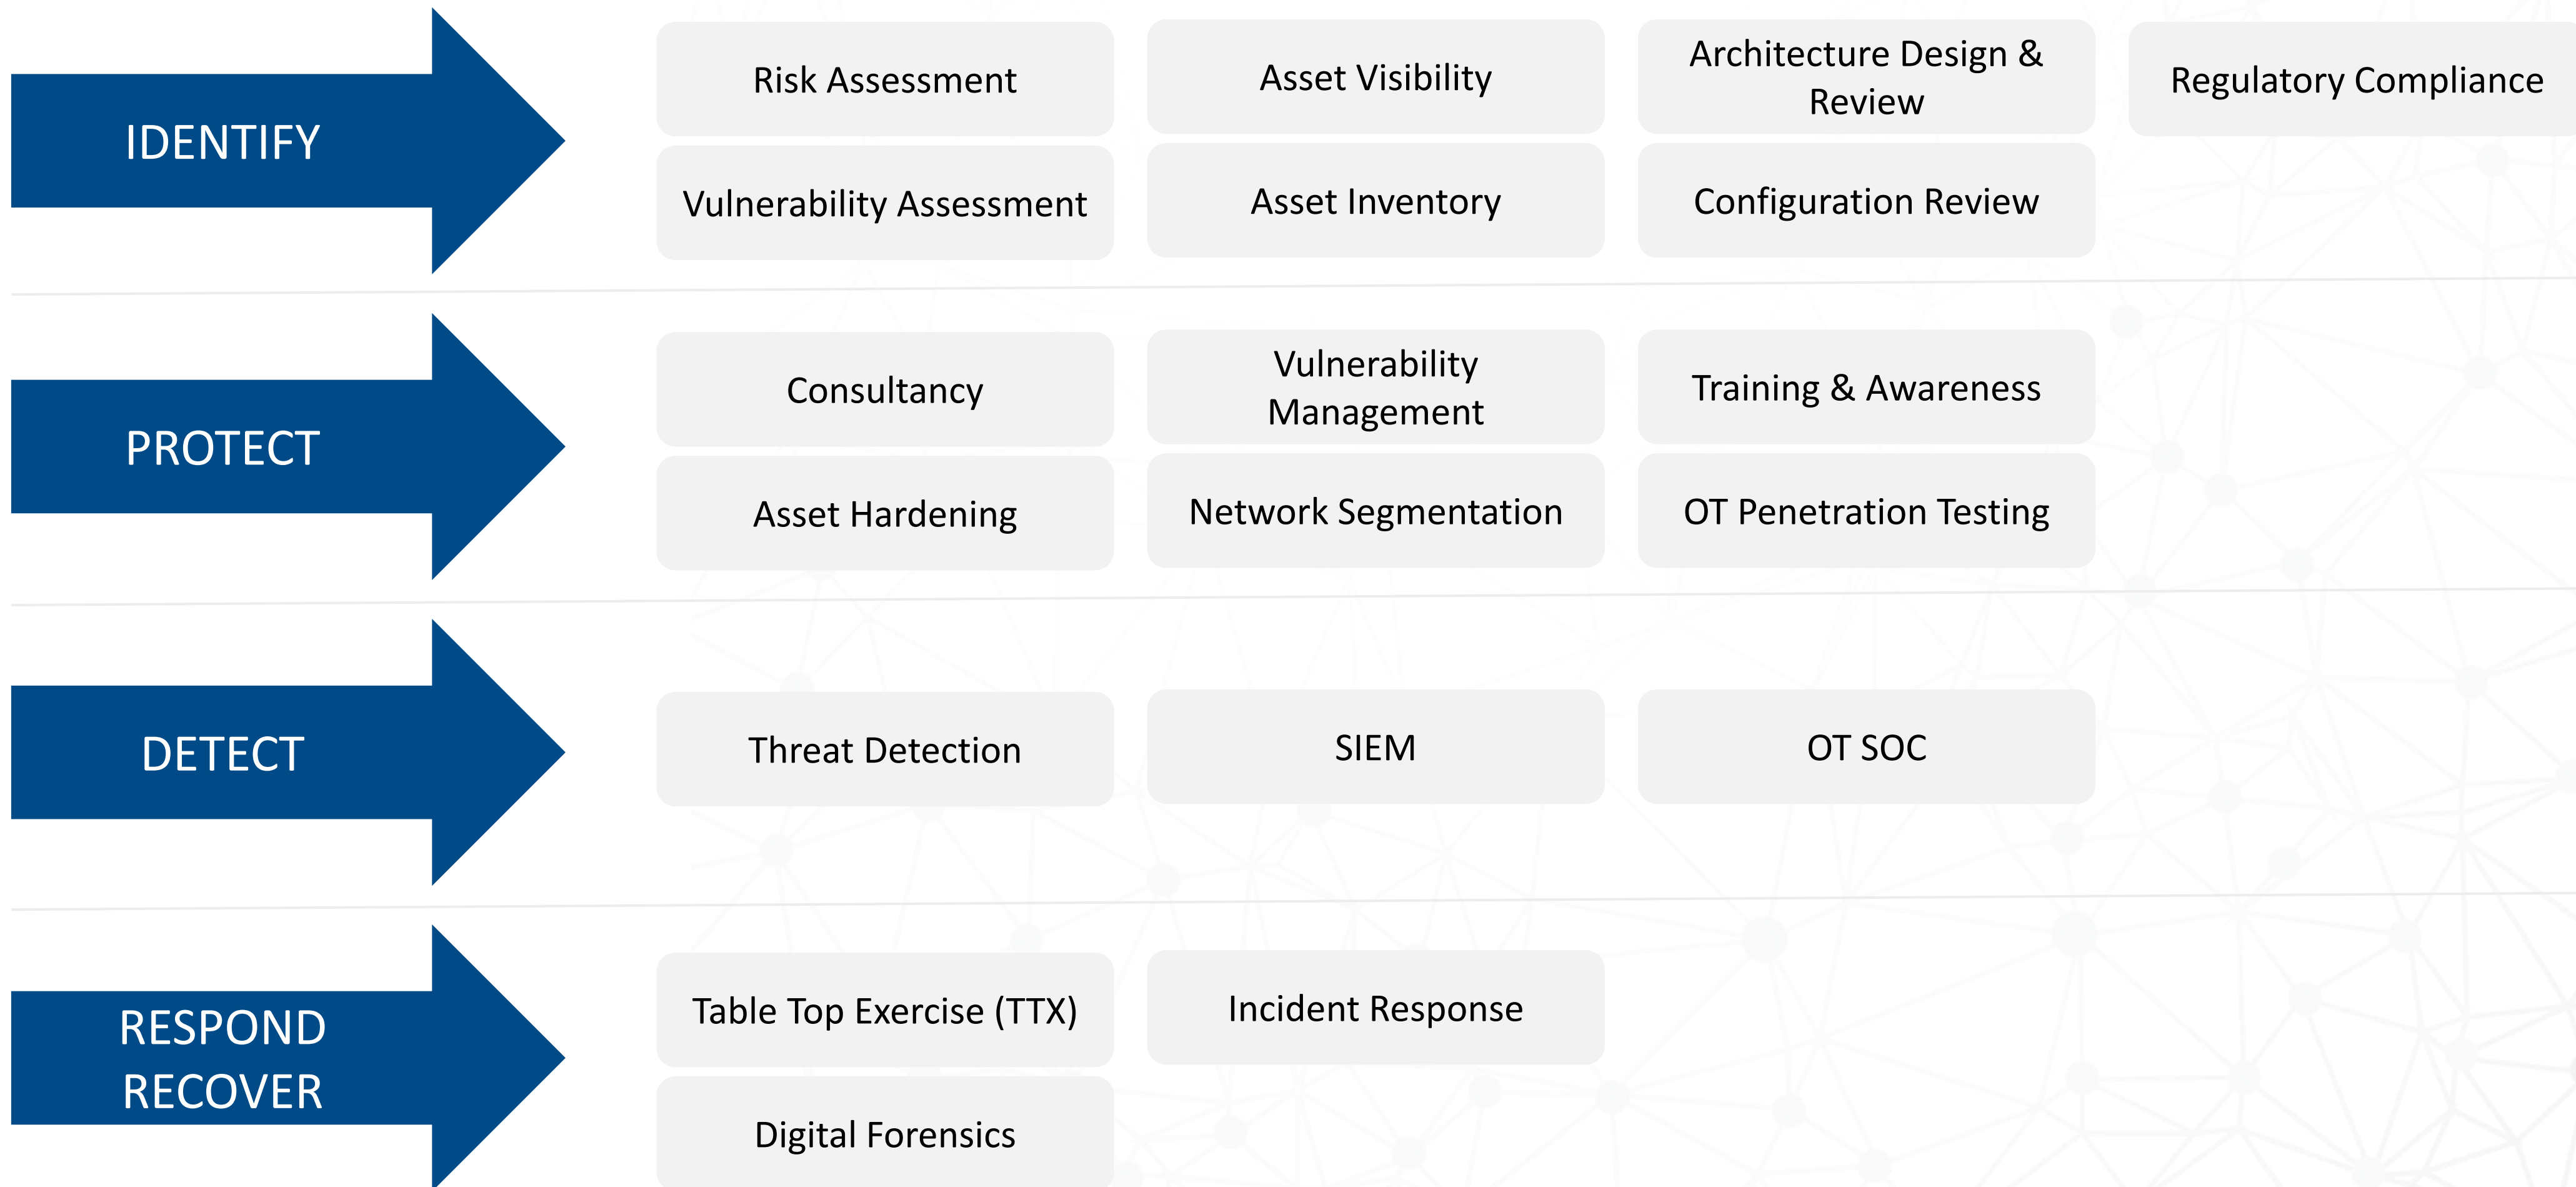 IDENTIFY
Risk Assessment
Asset Visibility
Architecture Design &
Review
Regulatory Compliance
Vulnerability Assessment
Asset Inventory
Configuration Review
PROTECT
Consultancy
Vulnerability
Management
Training & Awareness
Asset Hardening
Network Segmentation
OT Penetration Testing
DETECT
Threat Detection
SIEM
OT SOC
RESPOND
RECOVER
Table Top Exercise (TTX)
Incident Response
Digital Forensics